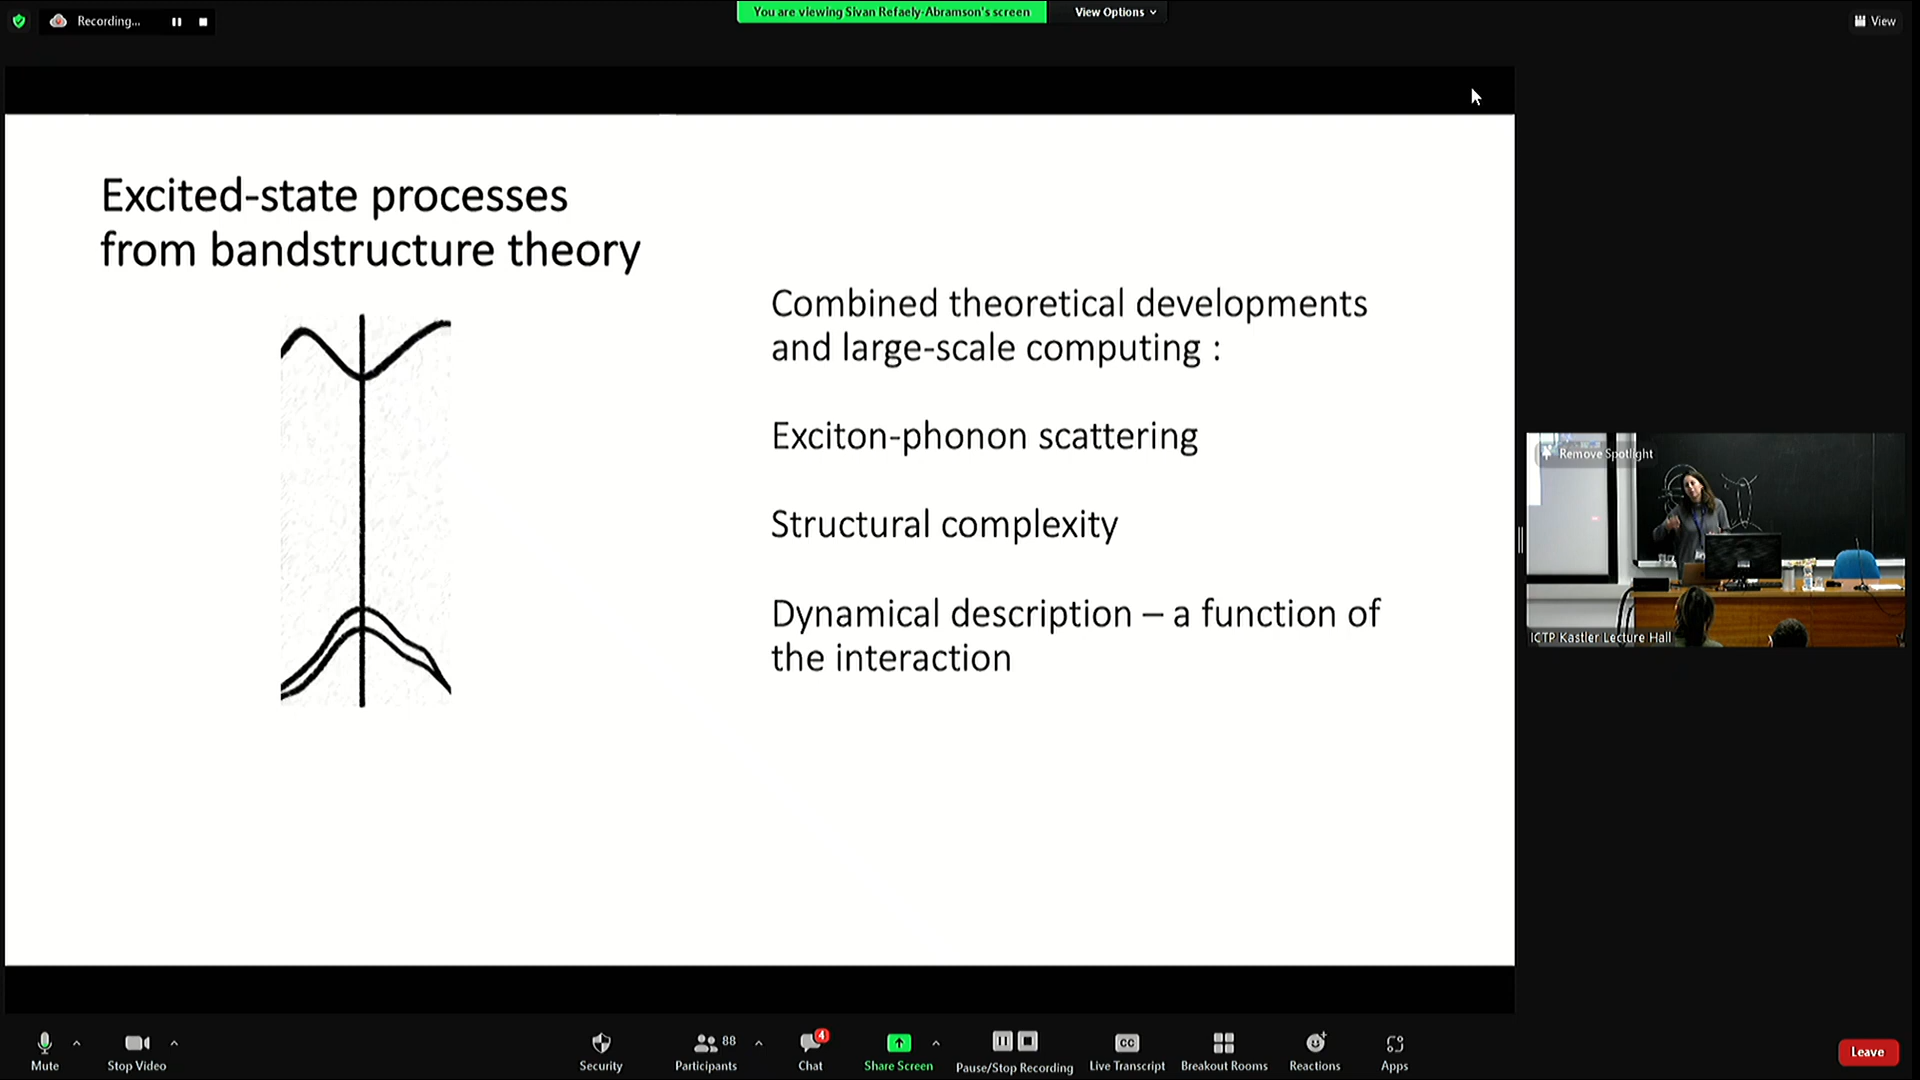 Recording...
You are viewing Sivan Refaely-Abramson's screen
View Options
View
Excited-state processes
from bandstructure theory
Combined theoretical developments
and large-scale computing :
Exciton-phonon scattering
Structural complexity
Dynamical description – a function of
the interaction
Remove Spotlight
ICTP Kastler Lecture Hall
Mute
Stop Video
Security
Participants
88
Chat
4
Share Screen
Pause/Stop Recording
CC
Live Transcript
Breakout Rooms
Reactions
Apps
Leave